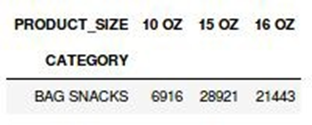 PRODUCT_SIZE 10 OZ 15 OZ 16 OZ
CATEGORY
BAG SNACKS 6916 28921 21443